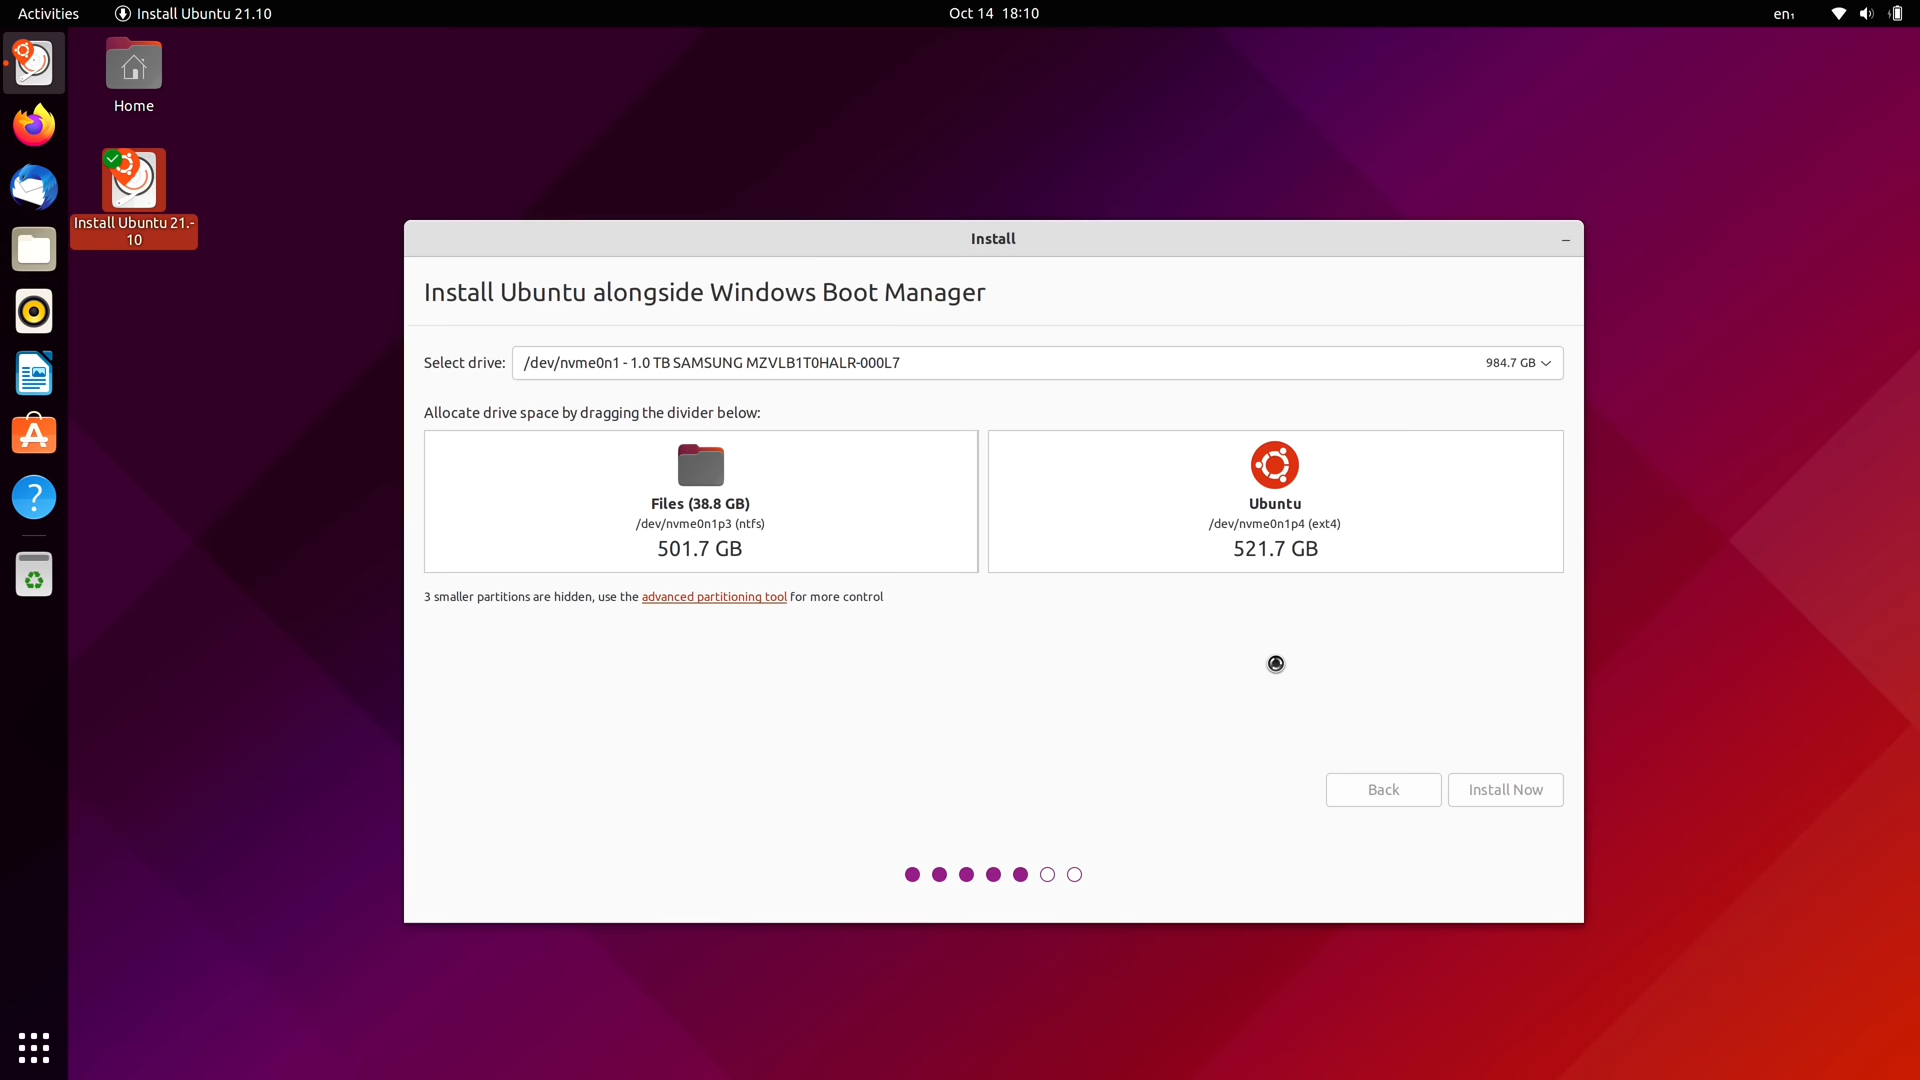 Activities
Install Ubuntu 21.10
Oct 14 18:10
en₁
Home
Install Ubuntu 21.-
10
Install
Install Ubuntu alongside Windows Boot Manager
Select drive:
/dev/nvme0n1 - 1.0 TB SAMSUNG MZVLB1T0HALR-000L7
984.7 GB
Allocate drive space by dragging the divider below:
Files (38.8 GB)
/dev/nvme0n1p3 (ntfs)
501.7 GB
Ubuntu
/dev/nvme0n1p4 (ext4)
521.7 GB
3 smaller partitions are hidden, use the advanced partitioning tool for more control
Back
Install Now